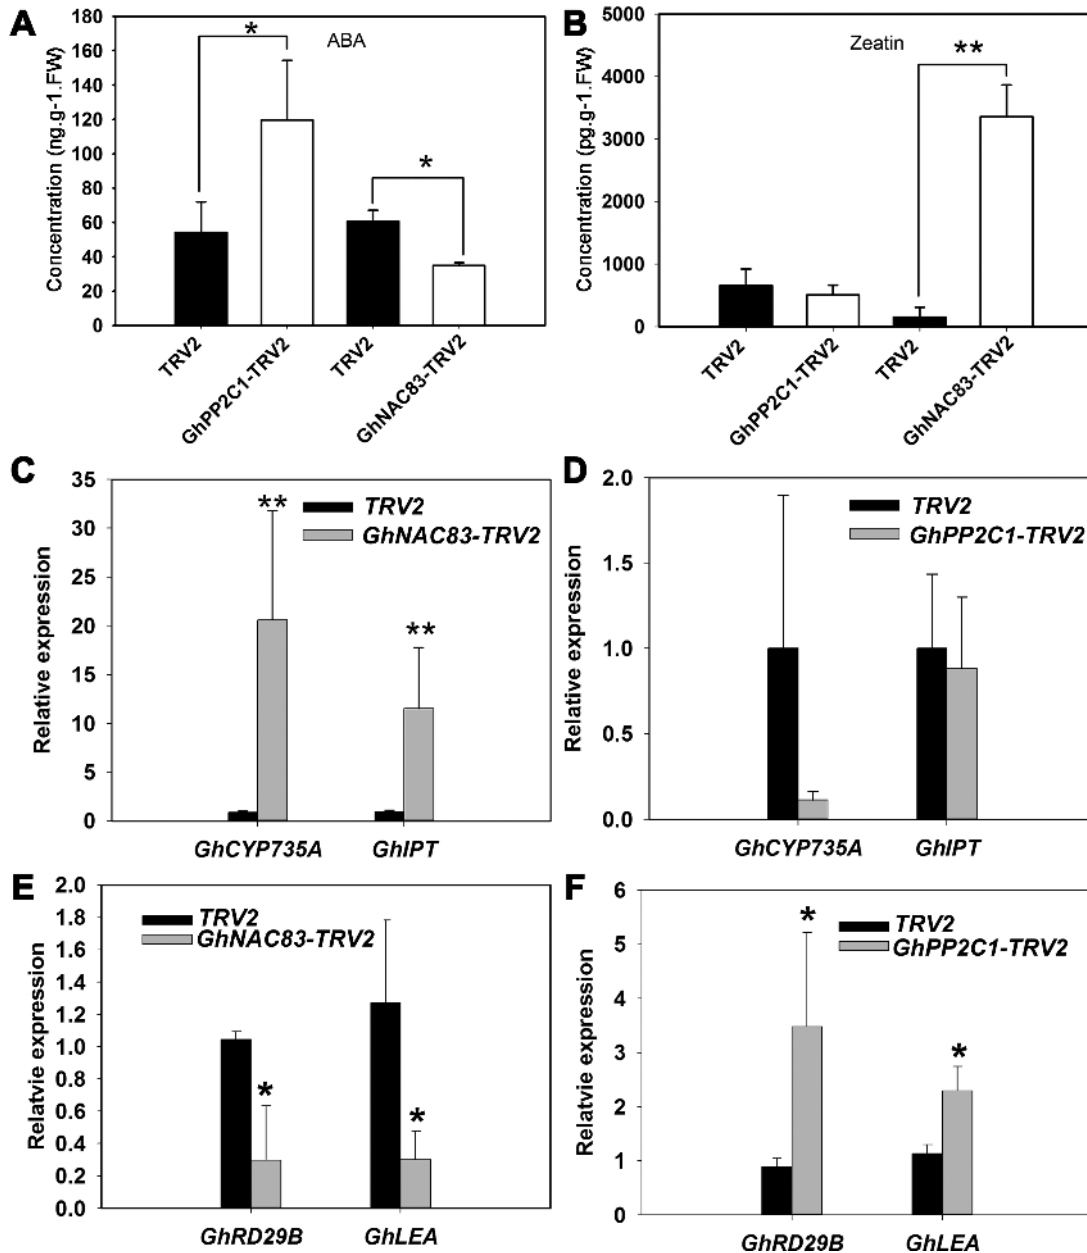 A
180
160
140
120
100
80
60
40
20
0
Concentration (ng.g-1.FW)
ABA
*
*
TRV2
GhPP2C1-TRV2
TRV2
GhNAC83-TRV2
B
5000
4000
3000
2000
1000
0
Concentration (pg.g-1.FW)
Zeatin
**
TRV2
GhPP2C1-TRV2
TRV2
GhNAC83-TRV2
C
35
30
25
20
15
10
5
0
Relative expression
TRV2
GhNAC83-TRV2
**
**
GhCYP735A
GhIPT
D
2.0
1.5
1.0
0.5
0.0
Relative expression
TRV2
GhPP2C1-TRV2
GhCYP735A
GhIPT
E
2.0
1.8
1.6
1.4
1.2
1.0
0.8
0.6
0.4
0.2
0.0
Relatvie expression
TRV2
GhNAC83-TRV2
*
*
GhRD29B
GhLEA
F
6
5
4
3
2
1
0
Relative expression
TRV2
GhPP2C1-TRV2
*
*
GhRD29B
GhLEA